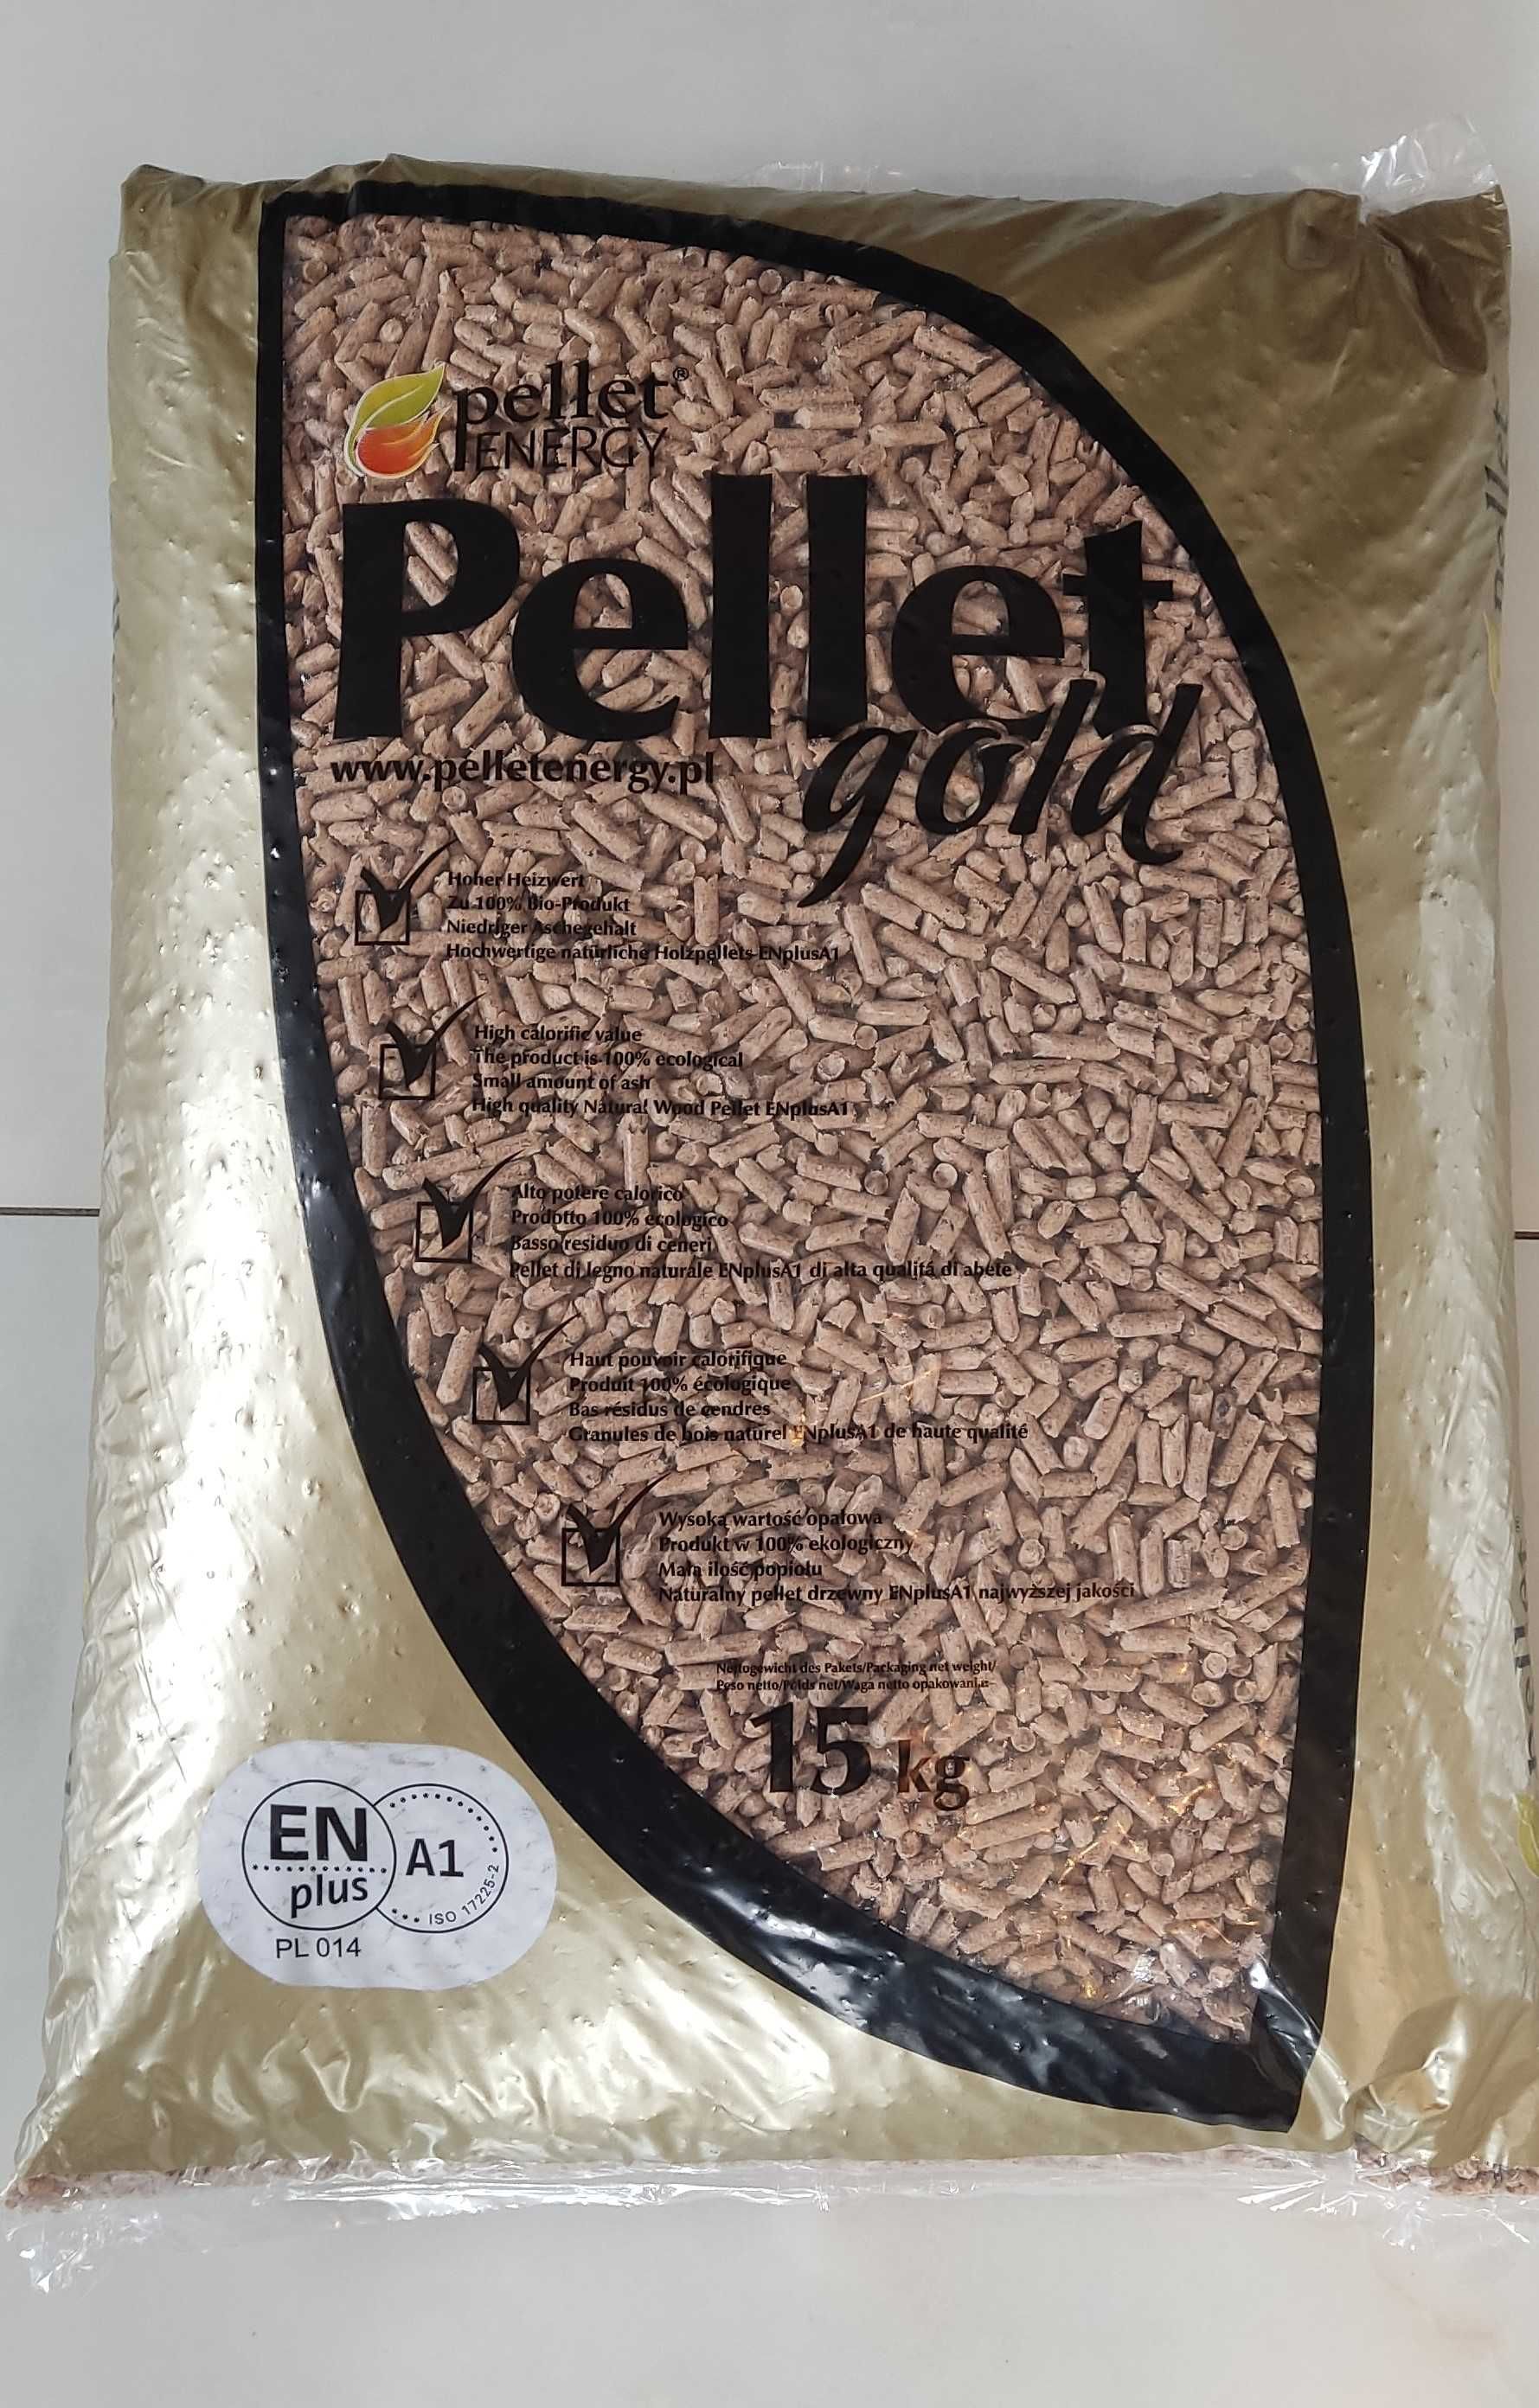 pellet®
ENERGY
Pellet
gold
www.pelletenergy.pl
Hoher Heizwert
Zu 100% Bio-Produkt
Niedriger Aschegehalt
Hochwertige natürliche Holzpellets ENplusA1
High calorific value
The product is 100% ecological
Small amount of ash
High quality Natural Wood Pellet ENplusA1
Alto potere calorico
Prodotto 100% ecologico
Basso residuo di ceneri
Pellet di legno naturale ENplusA1 di alta qualitá di abete
Haut pouvoir calorifique
Produit 100% écologique
Bas résidus de cendres
Granules de bois naturel ENplusA1 de haute qualité
Wysoka wartość opałowa
Produkt w 100% ekologiczny
Mała ilość popiołu
Naturalny pellet drzewny ENplusA1 najwyższej jakości
Nettogewicht des Pakets/Packaging net weight/
Peso netto/Poids net/Waga netto opakowania:
15 kg
EN
plus
A1
ISO 17225-2
PL 014